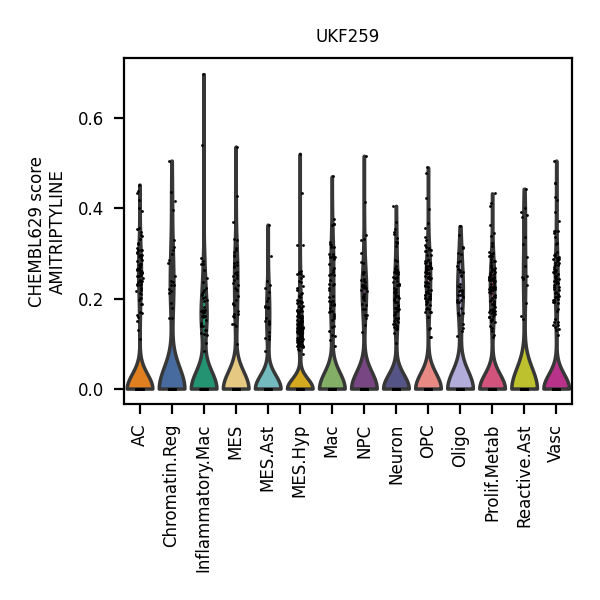 UKF259
CHEMBL629 score
AMITRIPTYLINE
0.6
0.4
0.2
0.0
AC
Chromatin.Reg
Inflammatory.Mac
MES
MES.Ast
MES.Hyp
Mac
NPC
Neuron
OPC
Oligo
Prolif.Metab
Reactive.Ast
Vasc